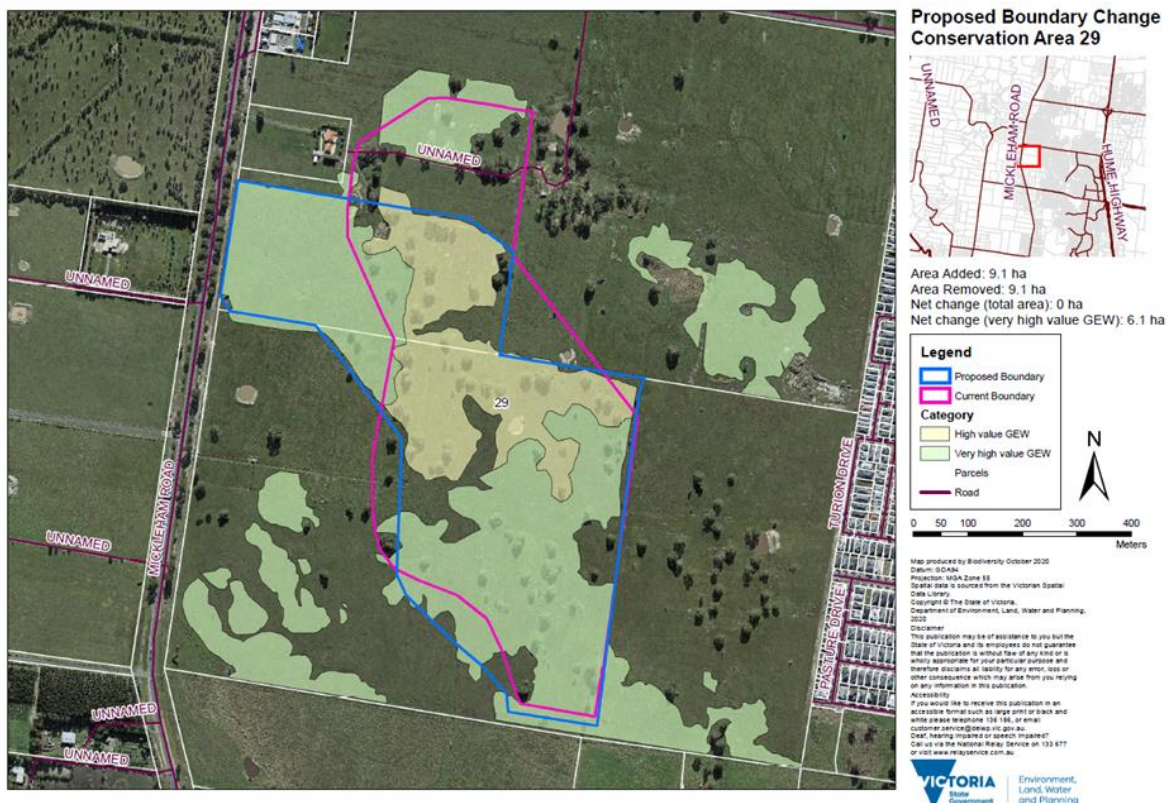 Proposed Boundary Change
Conservation Area 29
UNNAMED
MICKLEHAM ROAD
HUME HIGHWAY
Area Added: 9.1 ha
Area Removed: 9.1 ha
Net change (total area): 0 ha
Net change (very high value GEW): 6.1 ha
Legend
Proposed Boundary
Current Boundary
Category
High value GEW
Very high value GEW
Parcels
Road
N
0 50 100 200 300 400
Meters
Map produced by Biodiversity October 2020
Datum: GDA94
Projection: MGA Zone 55
Spatial data is sourced from the Victorian Spatial
Data Library
Copyright © The State of Victoria,
Department of Environment, Land, Water and Planning,
2020
Disclaimer
This publication may be of assistance to you but the
State of Victoria and its employees do not guarantee
that the publication is without flaw of any kind or is
wholly appropriate for your particular purpose and
therefore disclaims all liability for any error, loss or
other consequence which may arise from you relying
on any information in this publication.
Accessibility
If you would like to receive this publication in an
accessible format such as large print or black and
white please telephone 136 186, or email
customer.service@delwp.vic.gov.au.
Deaf, hearing impaired or speech impaired?
Call us via the National Relay Service on 133 677
or visit www.relayservice.com.au
VICTORIA
State
Government
Environment,
Land, Water
and Planning
UNNAMED
UNNAMED
29
MICKLEHAM ROAD
UNNAMED
TURION DRIVE
PASTURE DRIVE
UNNAMED
UNNAMED